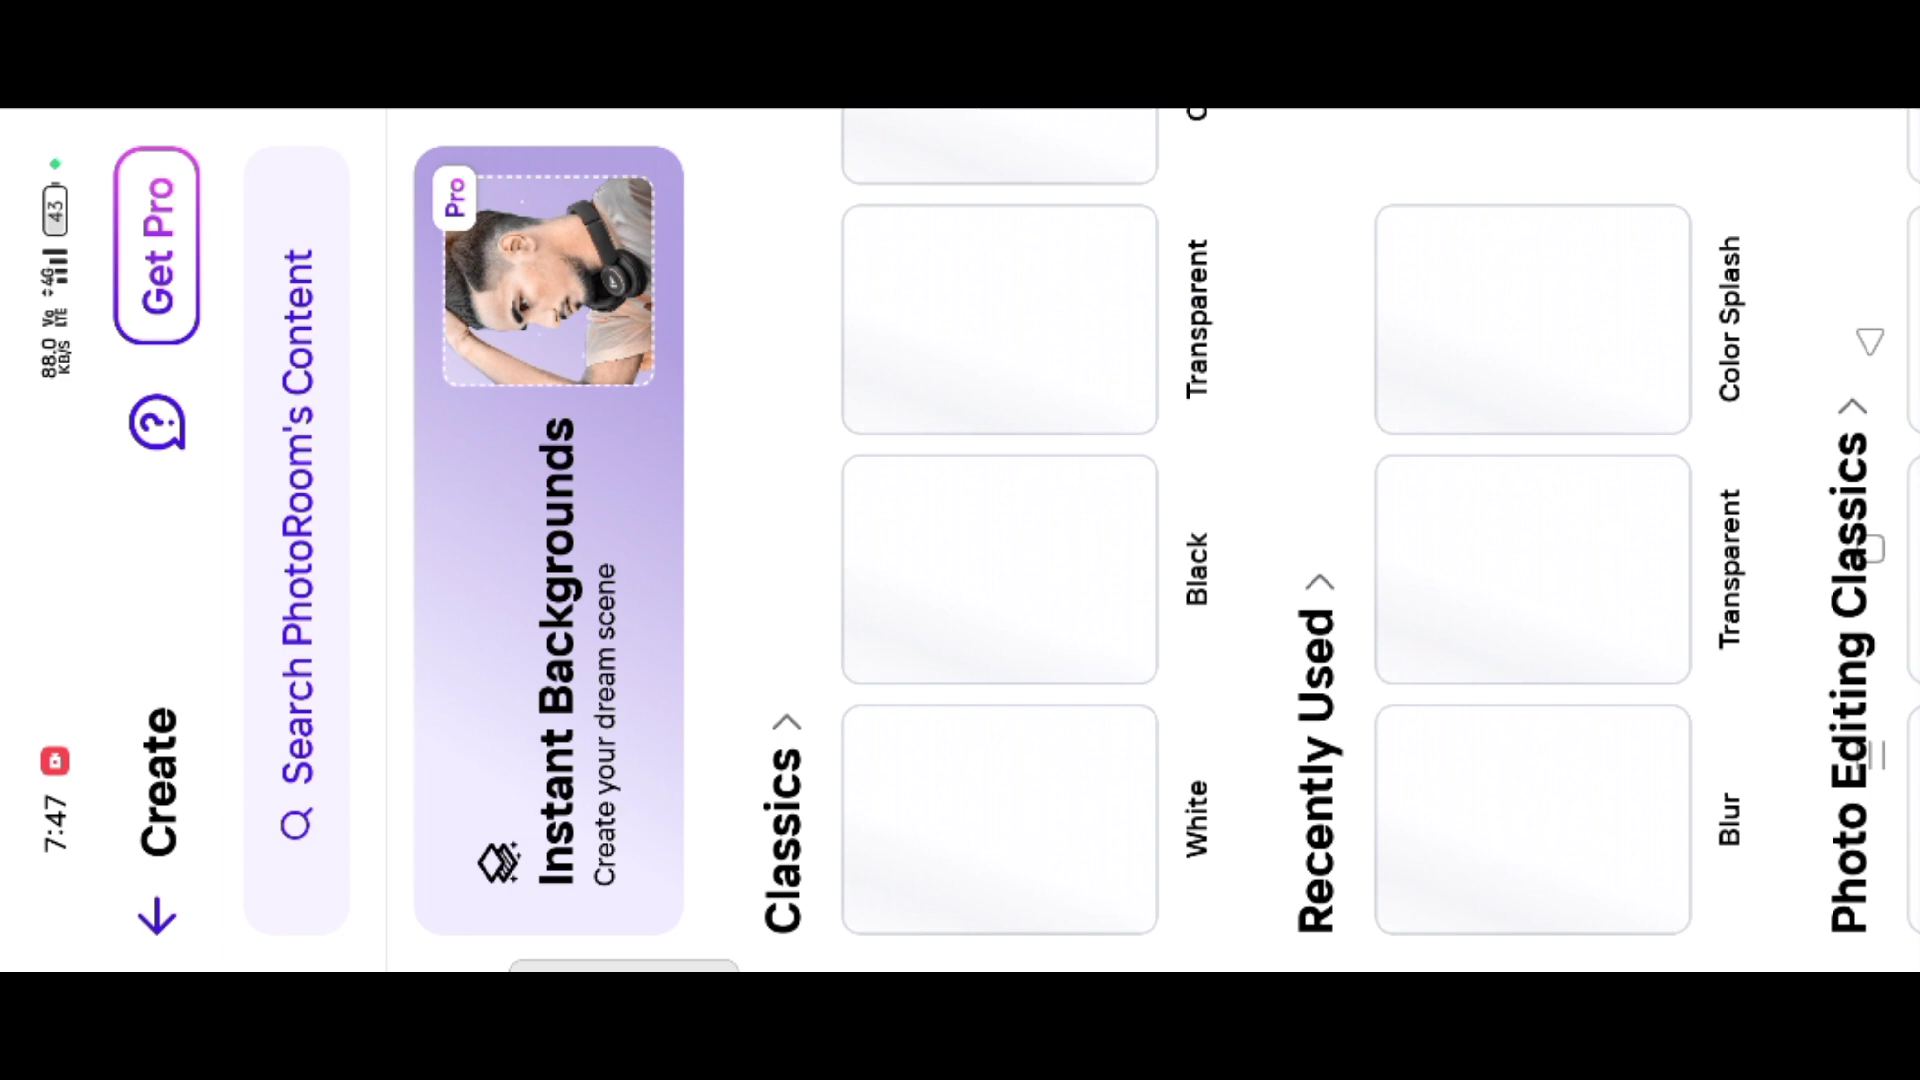 7:47
88.0 KB/S
Vo LTE
4G
43
Create
Get Pro
Search PhotoRoom's Content
Pro
Instant Backgrounds
Create your dream scene
Classics >
White
Black
Transparent
Recently Used >
Blur
Transparent
Color Splash
Photo Editing Classics >